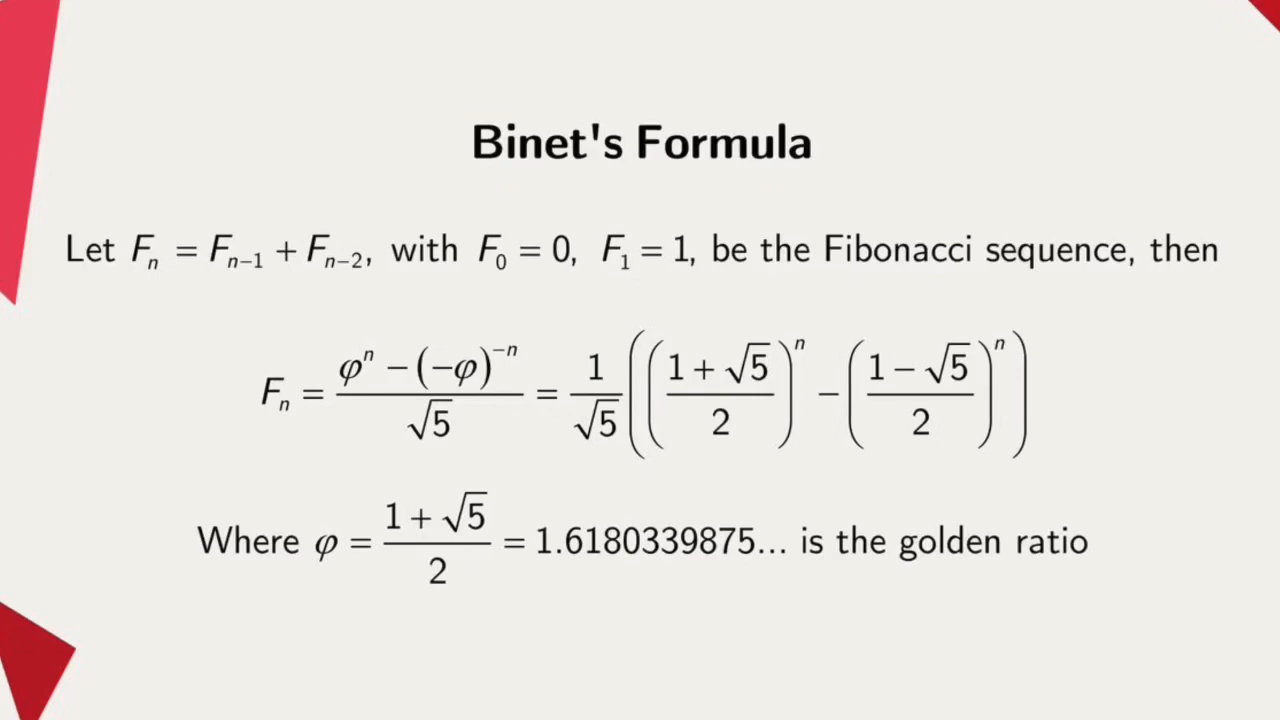 Binet's Formula
Let Fₙ = Fₙ₋₁ + Fₙ₋₂, with F₀ = 0, F₁ = 1, be the Fibonacci sequence, then
Fₙ = (φⁿ − (−φ)⁻ⁿ)/√5 = 1/√5 (((1 + √5)/2)ⁿ − ((1 − √5)/2)ⁿ)
Where φ = (1 + √5)/2 = 1.6180339875... is the golden ratio